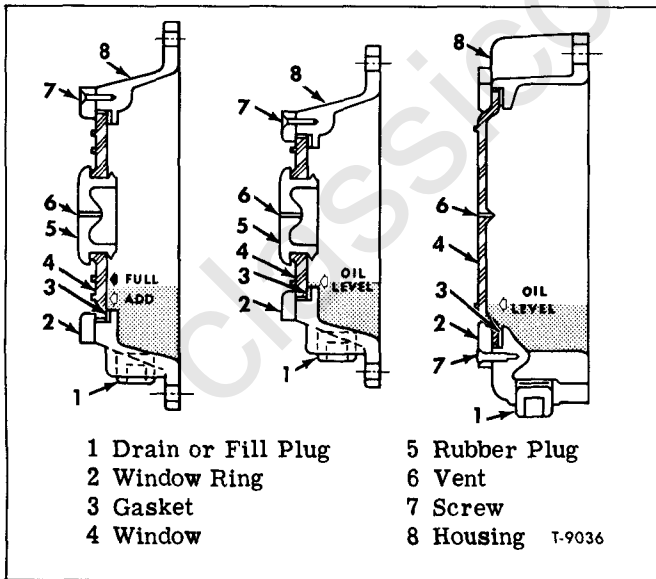 8
7
6
5
4
3
2
1
FULL
ADD
8
7
6
5
4
3
2
1
OIL
LEVEL
8
6
4
3
2
7
1
OIL
LEVEL
1 Drain or Fill Plug
2 Window Ring
3 Gasket
4 Window
5 Rubber Plug
6 Vent
7 Screw
8 Housing T-9036
classico